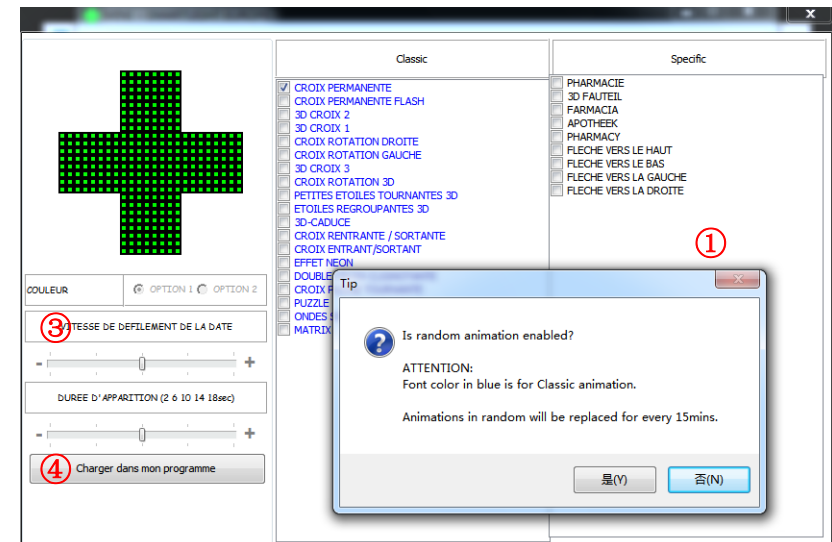 x
Classic
Specific
CROIX PERMANENTE
CROIX PERMANENTE FLASH
3D CROIX 2
3D CROIX 1
CROIX ROTATION DROITE
CROIX ROTATION GAUCHE
3D CROIX 3
CROIX ROTATION 3D
PETITES ETOILES TOURNANTES 3D
ETOILES REGROUPANTES 3D
3D-CADUCE
CROIX RENTRANTE / SORTANTE
CROIX ENTRANT/SORTANT
EFFET NEON
DOUBLE
CROIX
PUZZLE
ONDES
MATRIX
PHARMACIE
3D FAUTEIL
FARMACIA
APOTHEEK
PHARMACY
FLECHE VERS LE HAUT
FLECHE VERS LE BAS
FLECHE VERS LA GAUCHE
FLECHE VERS LA DROITE
①
COULEUR
OPTION 1 OPTION 2
③
VITESSE DE DEFILEMENT DE LA DATE
- +
DUREE D'APPARITION (2 6 10 14 18sec)
- +
④
Charger dans mon programme
Tip
Is random animation enabled?
ATTENTION:
Font color in blue is for Classic animation.
Animations in random will be replaced for every 15mins.
是(Y)
否(N)